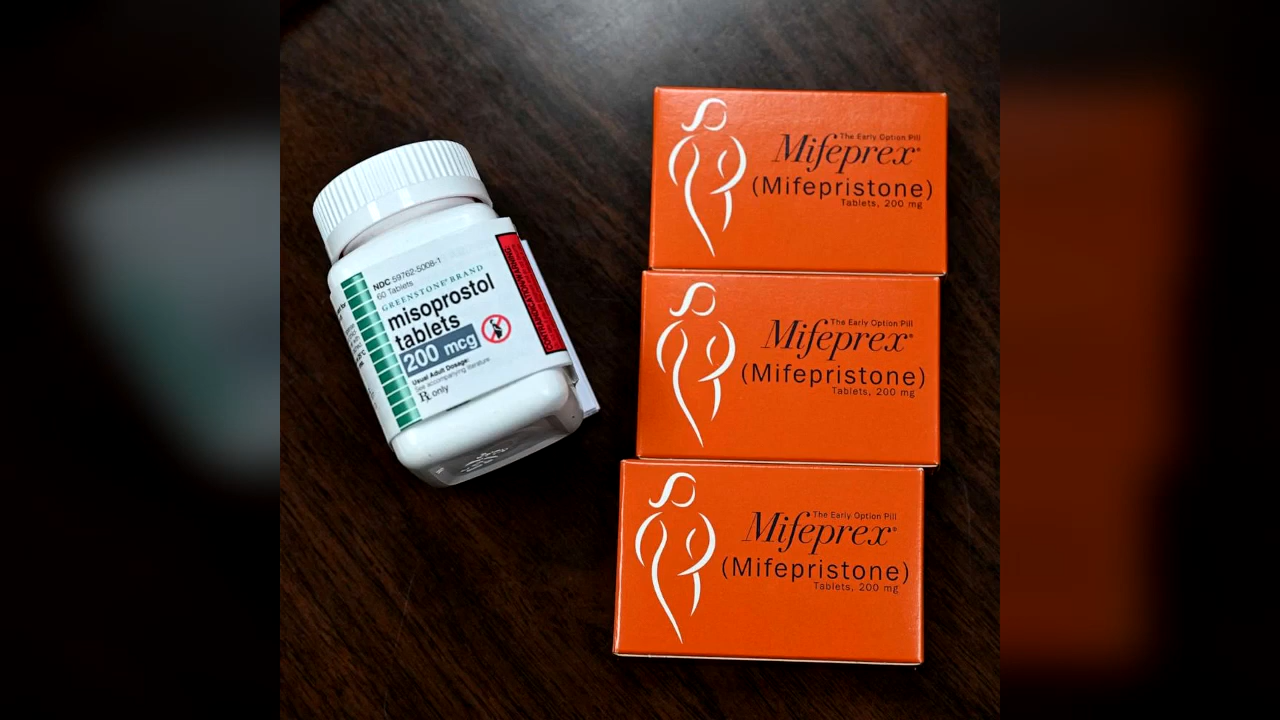 NDC 59762-5008-1
60 Tablets
GREENSTONE® BRAND
misoprostol
tablets
200 mcg
Usual Adult Dosage:
See accompanying literature
Rx only
The Early Option Pill
Mifeprex®
(Mifepristone)
Tablets, 200 mg
The Early Option Pill
Mifeprex®
(Mifepristone)
Tablets, 200 mg
The Early Option Pill
Mifeprex®
(Mifepristone)
Tablets, 200 mg